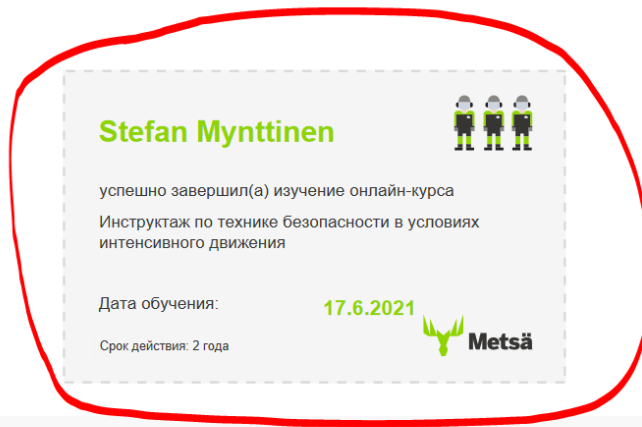 Stefan Mynttinen
успешно завершил(а) изучение онлайн-курса
Инструктаж по технике безопасности в условиях
интенсивного движения
Дата обучения: 17.6.2021
Срок действия: 2 года
Metsä